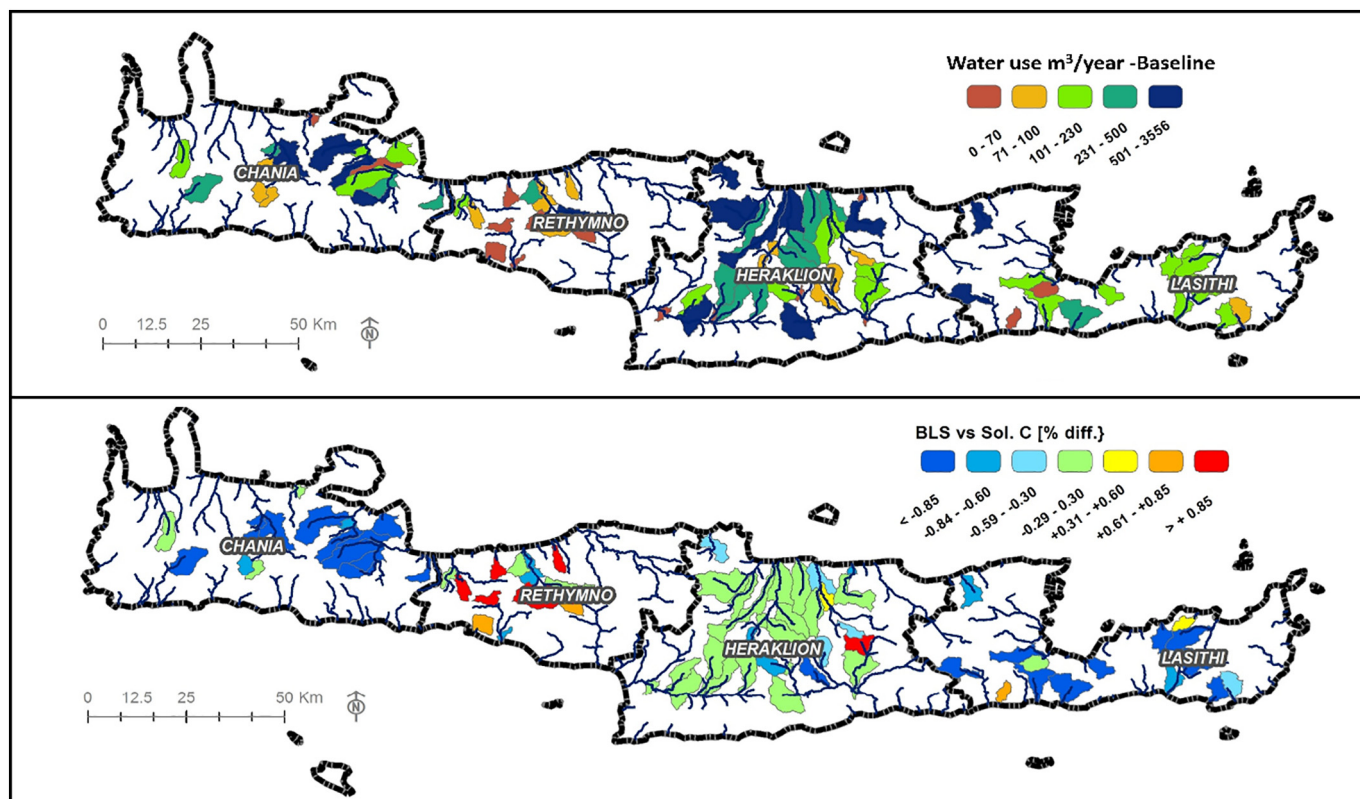 Water use m³/year -Baseline
0 - 70
71 - 100
101 - 230
231 - 500
501 - 3556
CHANIA
RETHYMNO
HERAKLION
LASITHI
0 12.5 25 50 Km
N
BLS vs Sol. C [% diff.}
< -0.85
-0.84 - -0.60
-0.59 - -0.30
-0.29 - 0.30
+0.31 - +0.60
+0.61 - +0.85
> + 0.85
CHANIA
RETHYMNO
HERAKLION
LASITHI
0 12.5 25 50 Km
N